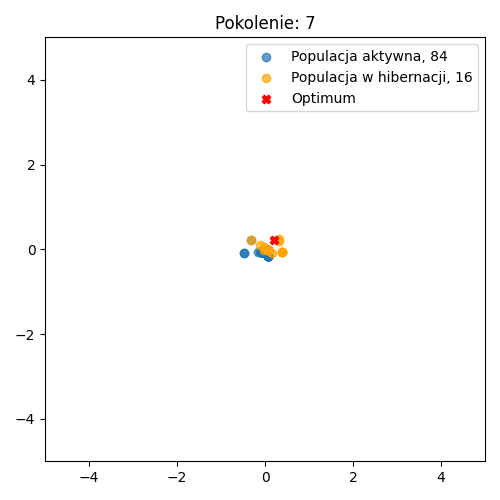 Pokolenie: 7
Populacja aktywna, 84
Populacja w hibernacji, 16
Optimum
4
2
0
−2
−4
−4
−2
0
2
4